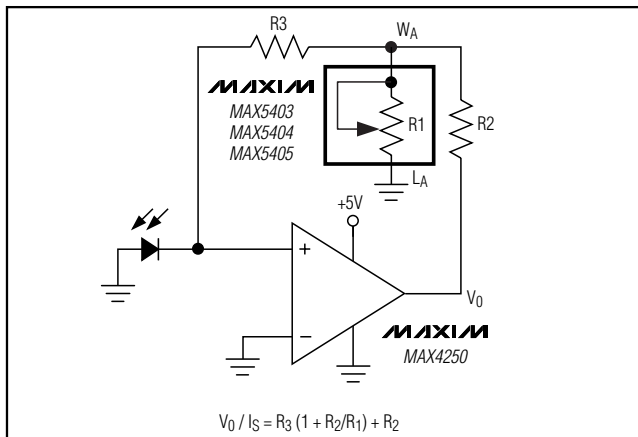 R3
WA
MAXIM
MAX5403
MAX5404
MAX5405
R1
R2
LA
+5V
+
−
V0
MAXIM
MAX4250
V0 / IS = R3 (1 + R2/R1) + R2